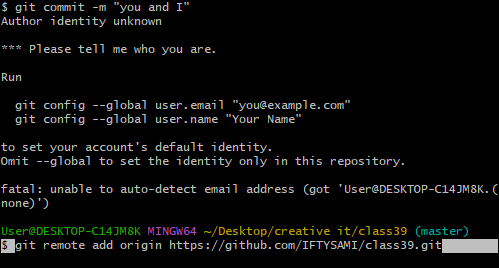 $ git commit -m "you and I"
Author identity unknown
*** Please tell me who you are.
Run
git config --global user.email "you@example.com"
git config --global user.name "Your Name"
to set your account's default identity.
Omit --global to set the identity only in this repository.
fatal: unable to auto-detect email address (got 'User@DESKTOP-C14JM8K.(
none)')
User@DESKTOP-C14JM8K MINGW64 ~/Desktop/creative it/class39 (master)
$ git remote add origin https://github.com/IFTYSAMI/class39.git